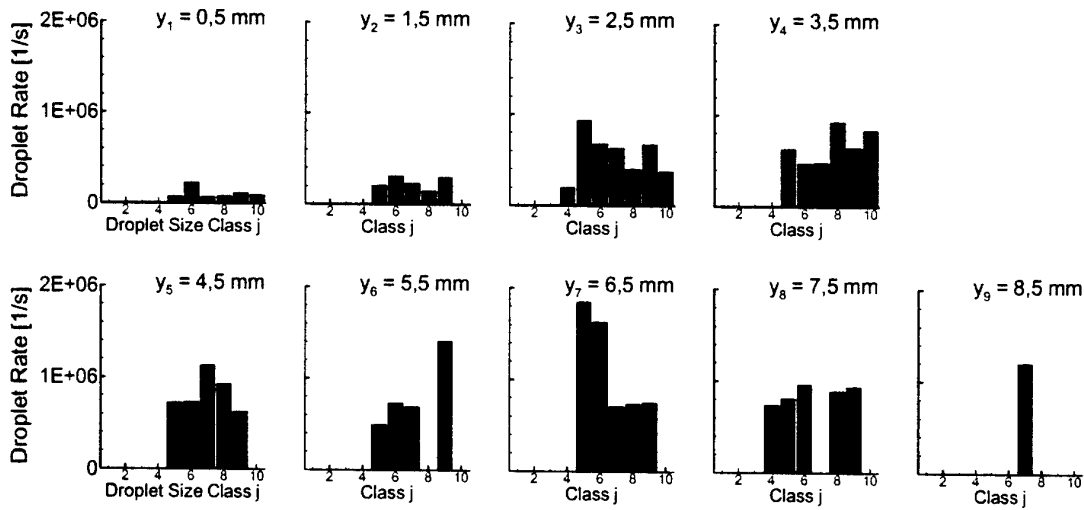 y1 = 0,5 mm
y2 = 1,5 mm
y3 = 2,5 mm
y4 = 3,5 mm
Droplet Rate [1/s]
2E+06
1E+06
0
2 4 6 8 10
2 4 6 8 10
2 4 6 8 10
2 4 6 8 10
Droplet Size Class j
Class j
Class j
Class j
y5 = 4,5 mm
y6 = 5,5 mm
y7 = 6,5 mm
y8 = 7,5 mm
y9 = 8,5 mm
Droplet Rate [1/s]
2E+06
1E+06
0
2 4 6 8 10
2 4 6 8 10
2 4 6 8 10
2 4 6 8 10
2 4 6 8 10
Droplet Size Class j
Class j
Class j
Class j
Class j